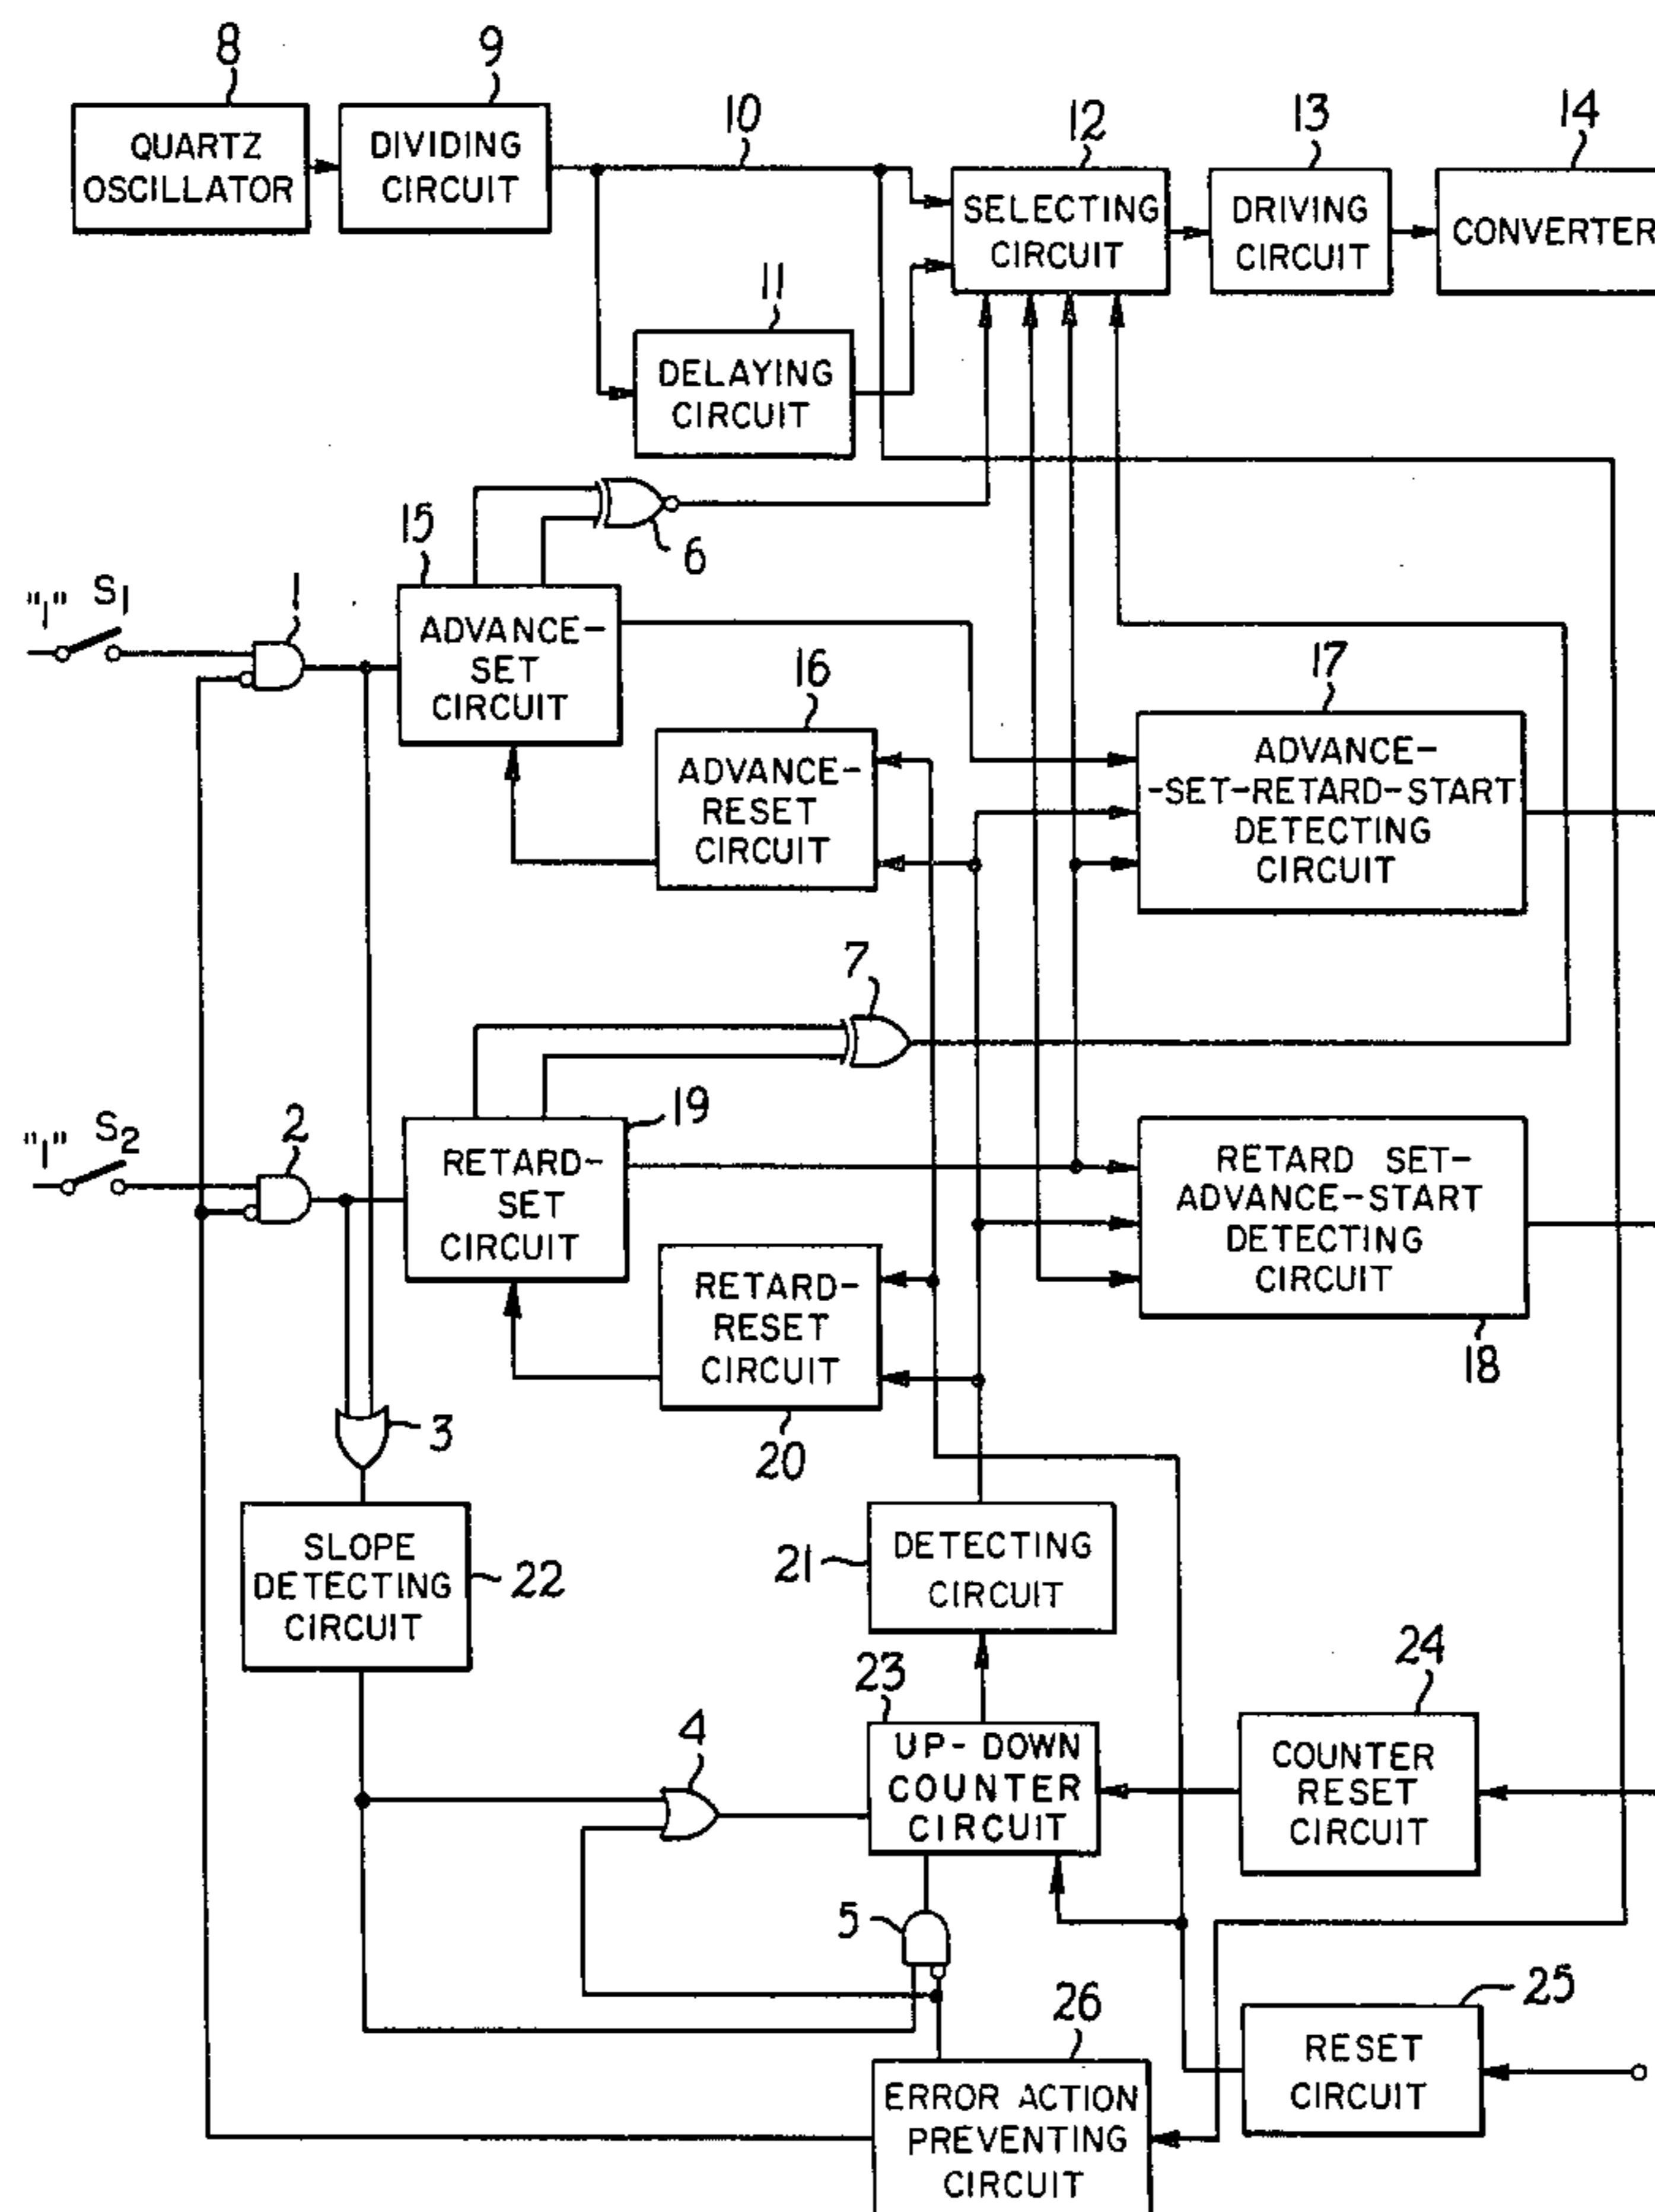 8
9
QUARTZ
OSCILLATOR
DIVIDING
CIRCUIT
10
12
13
14
SELECTING
CIRCUIT
DRIVING
CIRCUIT
CONVERTER
11
DELAYING
CIRCUIT
6
15
"1" S1
1
ADVANCE-
SET
CIRCUIT
16
ADVANCE-
RESET
CIRCUIT
17
ADVANCE-
-SET-RETARD-START
DETECTING
CIRCUIT
7
"1" S2
2
19
RETARD-
SET
CIRCUIT
RETARD SET-
ADVANCE-START
DETECTING
CIRCUIT
18
RETARD-
RESET
CIRCUIT
20
3
SLOPE
DETECTING
CIRCUIT
22
21
DETECTING
CIRCUIT
23
UP-DOWN
COUNTER
CIRCUIT
24
COUNTER
RESET
CIRCUIT
4
5
25
RESET
CIRCUIT
26
ERROR ACTION
PREVENTING
CIRCUIT